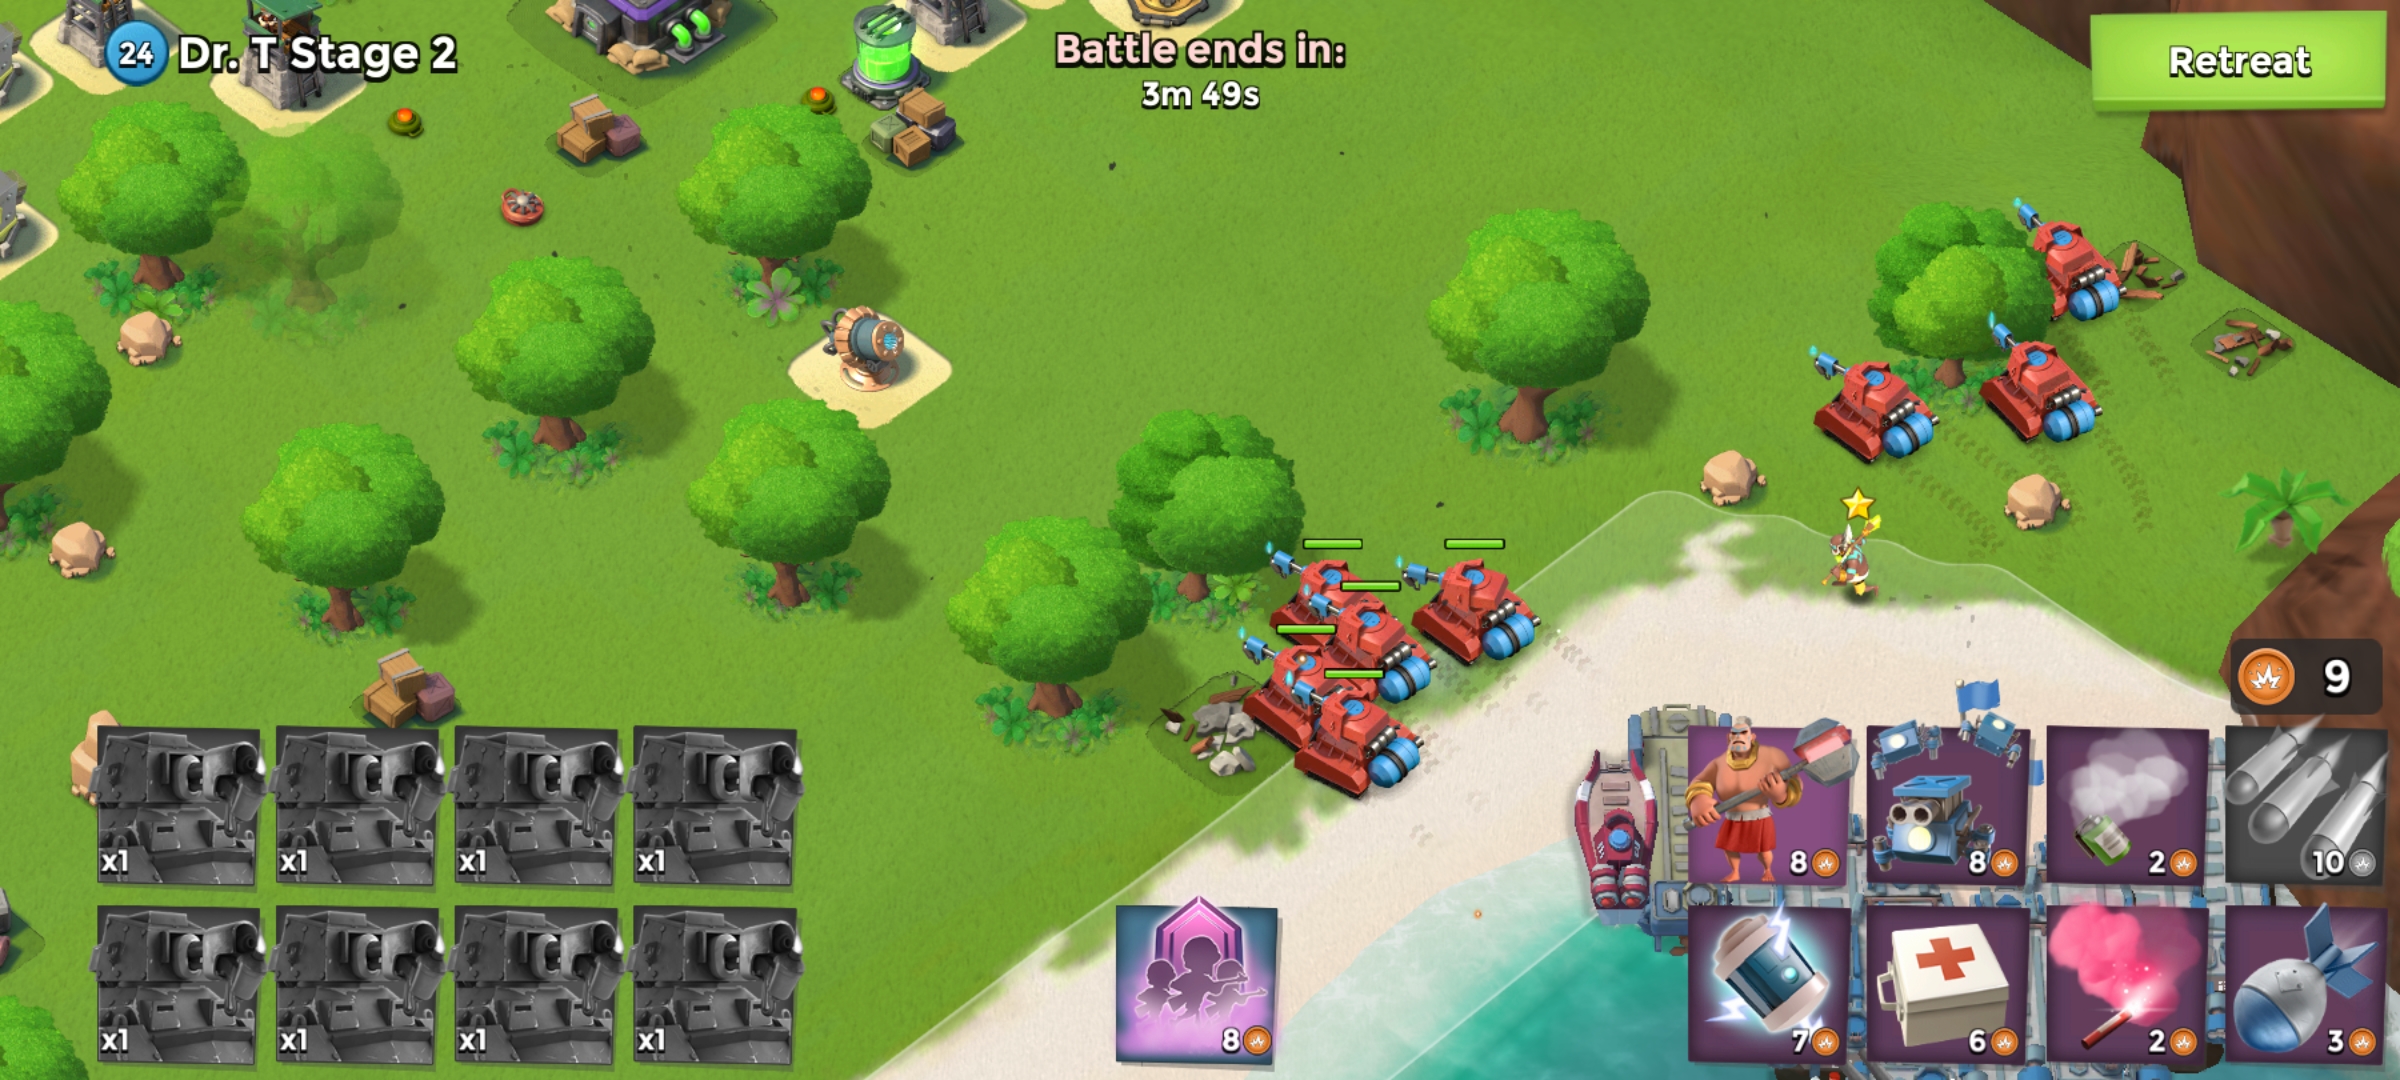 24 Dr. T Stage 2
Battle ends in:
3m 49s
Retreat
9
x1 x1 x1 x1
8 8 2 10
x1 x1 x1 x1
8
7 6 2 3